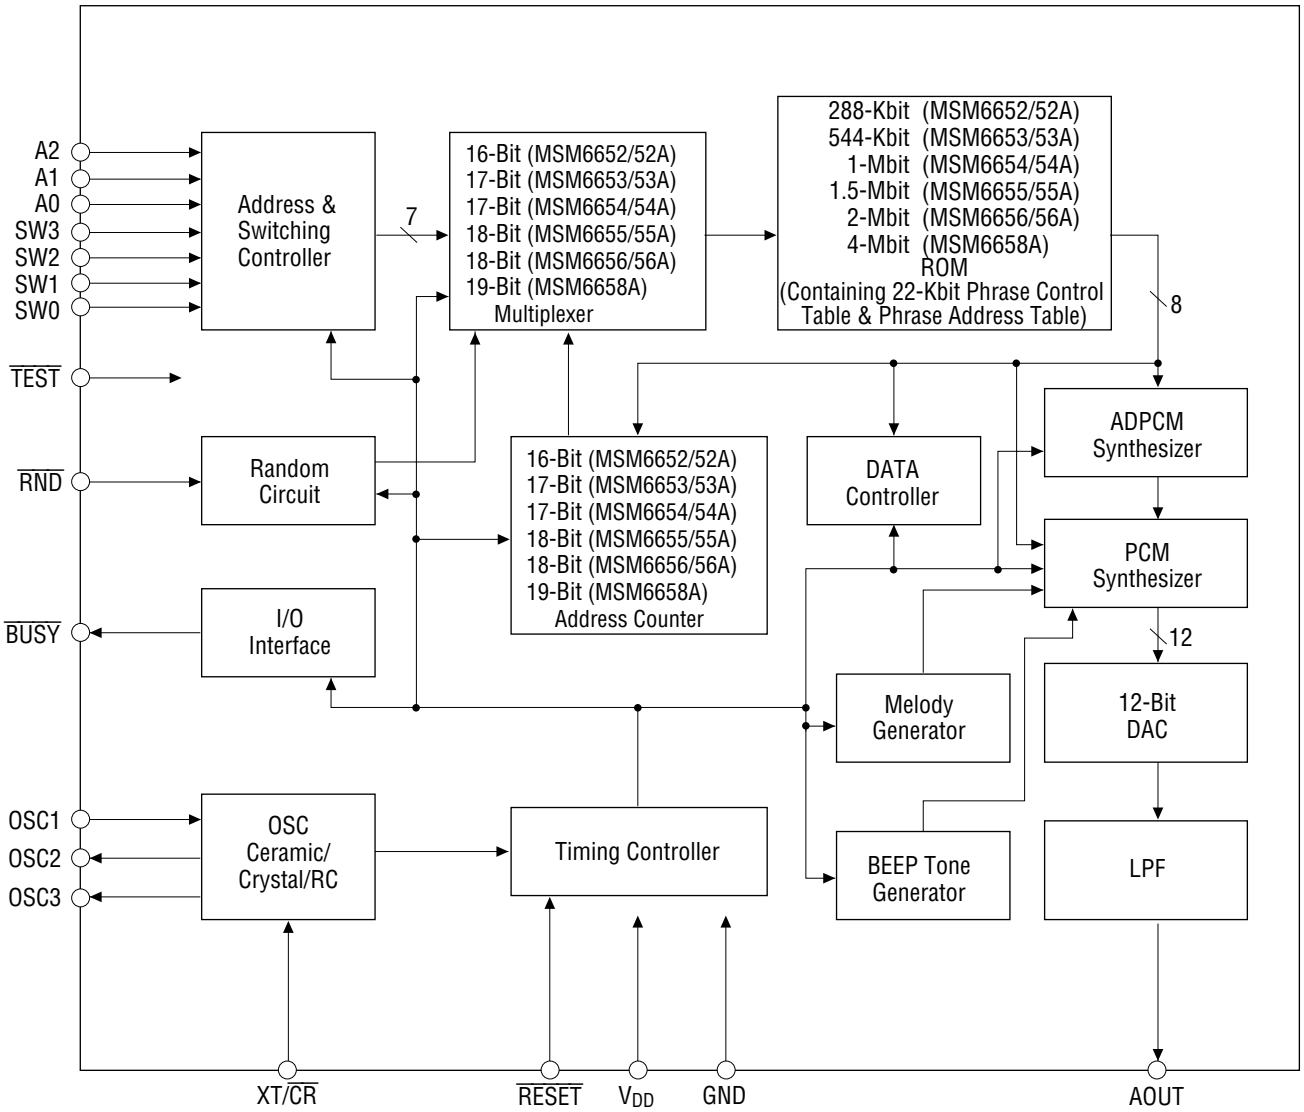 A2
A1
A0
SW3
SW2
SW1
SW0
TEST
RND
BUSY
OSC1
OSC2
OSC3
Address &
Switching
Controller
7
16-Bit (MSM6652/52A)
17-Bit (MSM6653/53A)
17-Bit (MSM6654/54A)
18-Bit (MSM6655/55A)
18-Bit (MSM6656/56A)
19-Bit (MSM6658A)
Multiplexer
288-Kbit (MSM6652/52A)
544-Kbit (MSM6653/53A)
1-Mbit (MSM6654/54A)
1.5-Mbit (MSM6655/55A)
2-Mbit (MSM6656/56A)
4-Mbit (MSM6658A)
ROM
(Containing 22-Kbit Phrase Control
Table & Phrase Address Table)
8
Random
Circuit
16-Bit (MSM6652/52A)
17-Bit (MSM6653/53A)
17-Bit (MSM6654/54A)
18-Bit (MSM6655/55A)
18-Bit (MSM6656/56A)
19-Bit (MSM6658A)
Address Counter
DATA
Controller
ADPCM
Synthesizer
PCM
Synthesizer
12
I/O
Interface
Melody
Generator
12-Bit
DAC
OSC
Ceramic/
Crystal/RC
Timing Controller
BEEP Tone
Generator
LPF
XT/CR
RESET
VDD
GND
AOUT